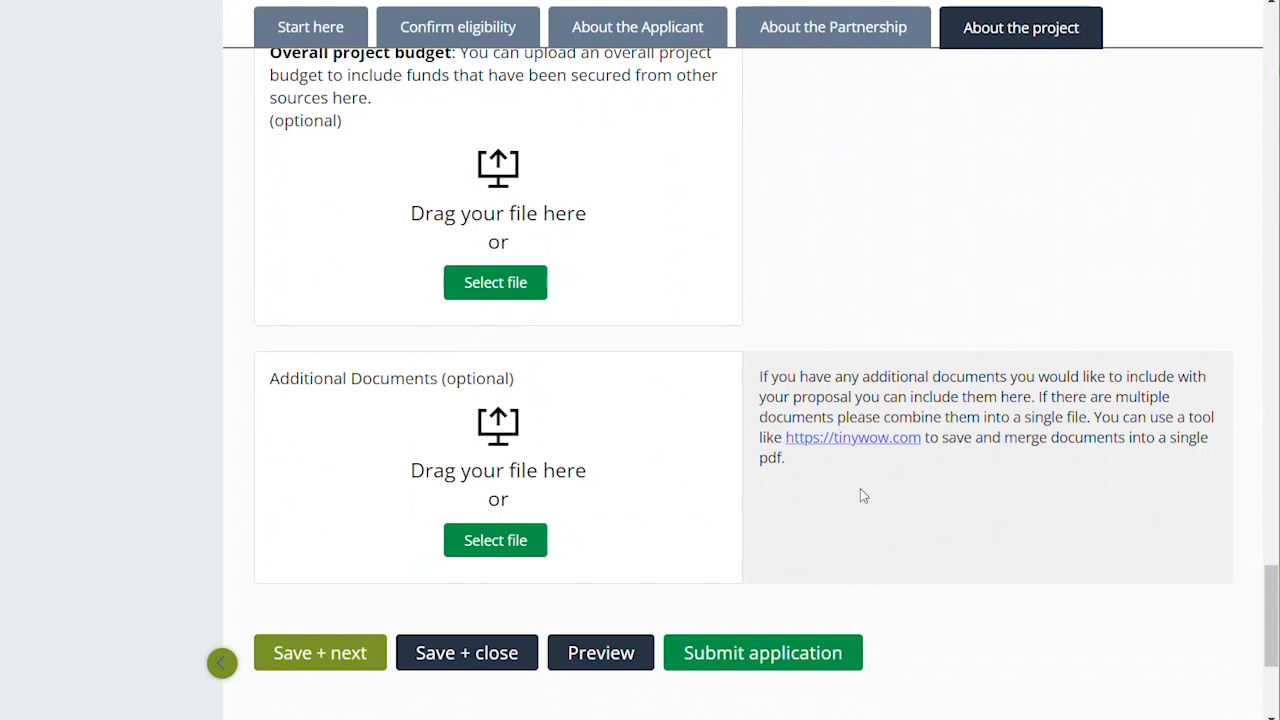 Start here
Confirm eligibility
About the Applicant
About the Partnership
About the project
Overall project budget: You can upload an overall project
budget to include funds that have been secured from other
sources here.
(optional)
Drag your file here
or
Select file
Additional Documents (optional)
Drag your file here
or
Select file
If you have any additional documents you would like to include with
your proposal you can include them here. If there are multiple
documents please combine them into a single file. You can use a tool
like https://tinywow.com to save and merge documents into a single
pdf.
Save + next
Save + close
Preview
Submit application